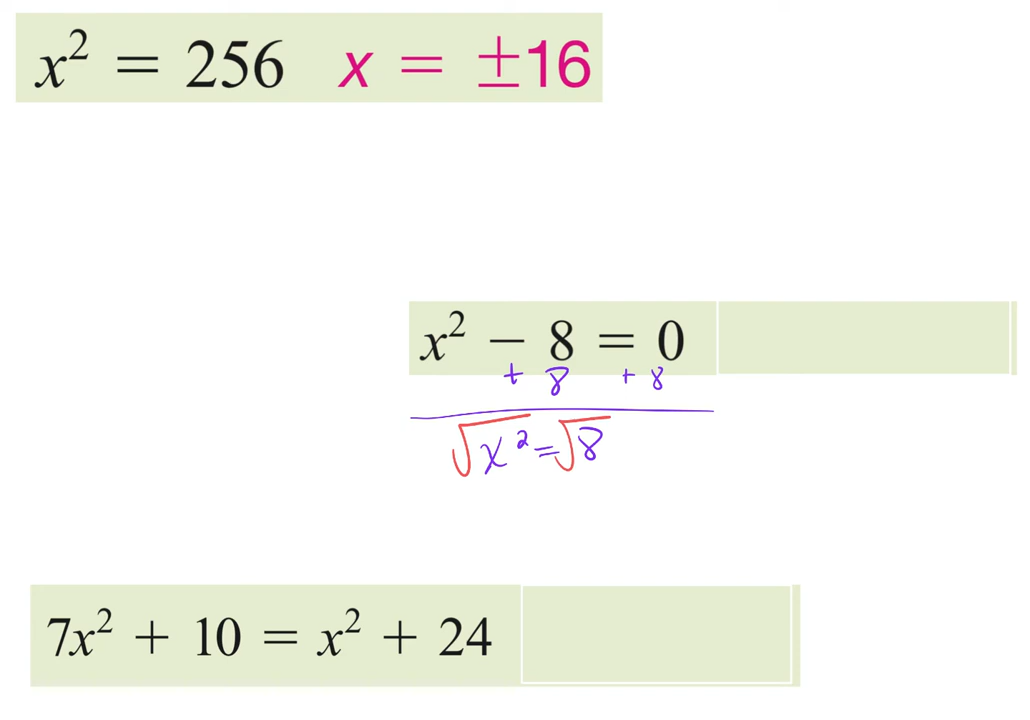 x² = 256 x = ±16
x² − 8 = 0
+ 8 + 8
√x² = √8
7x² + 10 = x² + 24